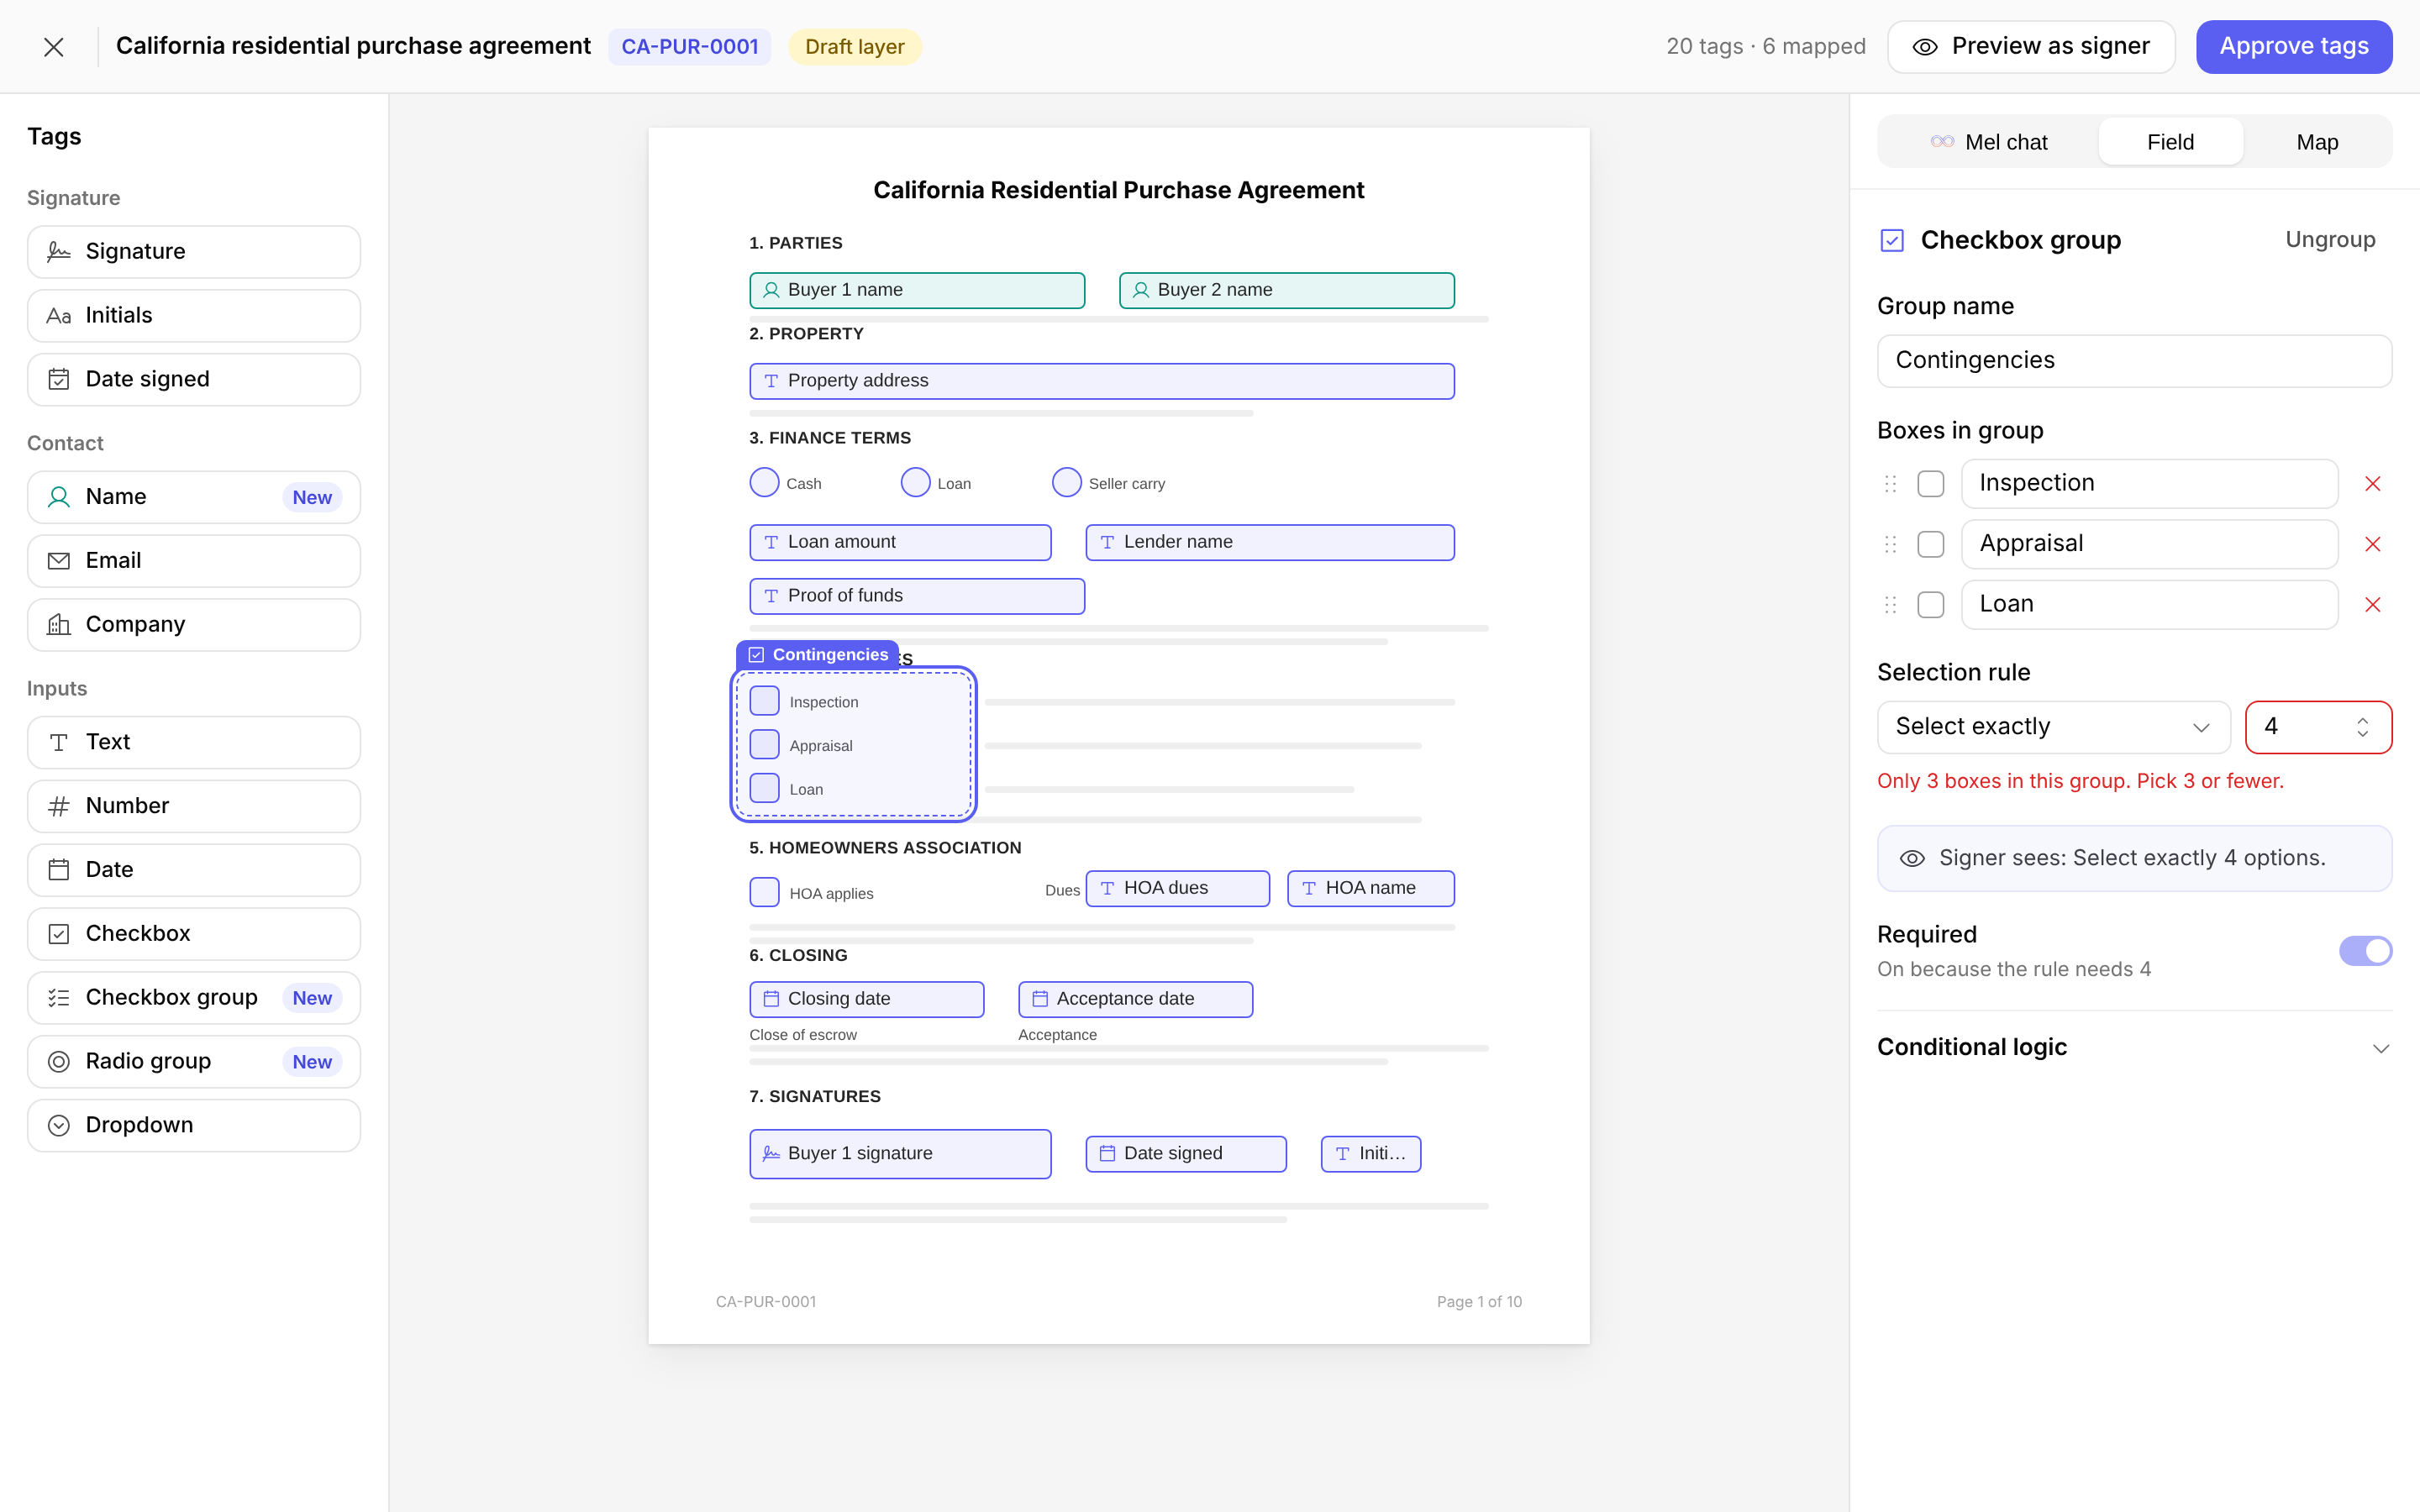 California residential purchase agreement CA-PUR-0001 Draft layer 20 tags · 6 mapped Preview as signer Approve tags
Tags
Signature
Signature
Initials
Date signed
Contact
Name New
Email
Company
Inputs
Text
Number
Date
Checkbox
Checkbox group New
Radio group New
Dropdown
California Residential Purchase Agreement
1. PARTIES
Buyer 1 name Buyer 2 name
2. PROPERTY
Property address
3. FINANCE TERMS
Cash Loan Seller carry
Loan amount Lender name
Proof of funds
Contingencies
Inspection
Appraisal
Loan
5. HOMEOWNERS ASSOCIATION
HOA applies Dues HOA dues HOA name
6. CLOSING
Closing date Acceptance date
Close of escrow Acceptance
7. SIGNATURES
Buyer 1 signature Date signed Initi...
CA-PUR-0001 Page 1 of 10
Mel chat Field Map
Checkbox group Ungroup
Group name
Contingencies
Boxes in group
Inspection
Appraisal
Loan
Selection rule
Select exactly 4
Only 3 boxes in this group. Pick 3 or fewer.
Signer sees: Select exactly 4 options.
Required
On because the rule needs 4
Conditional logic